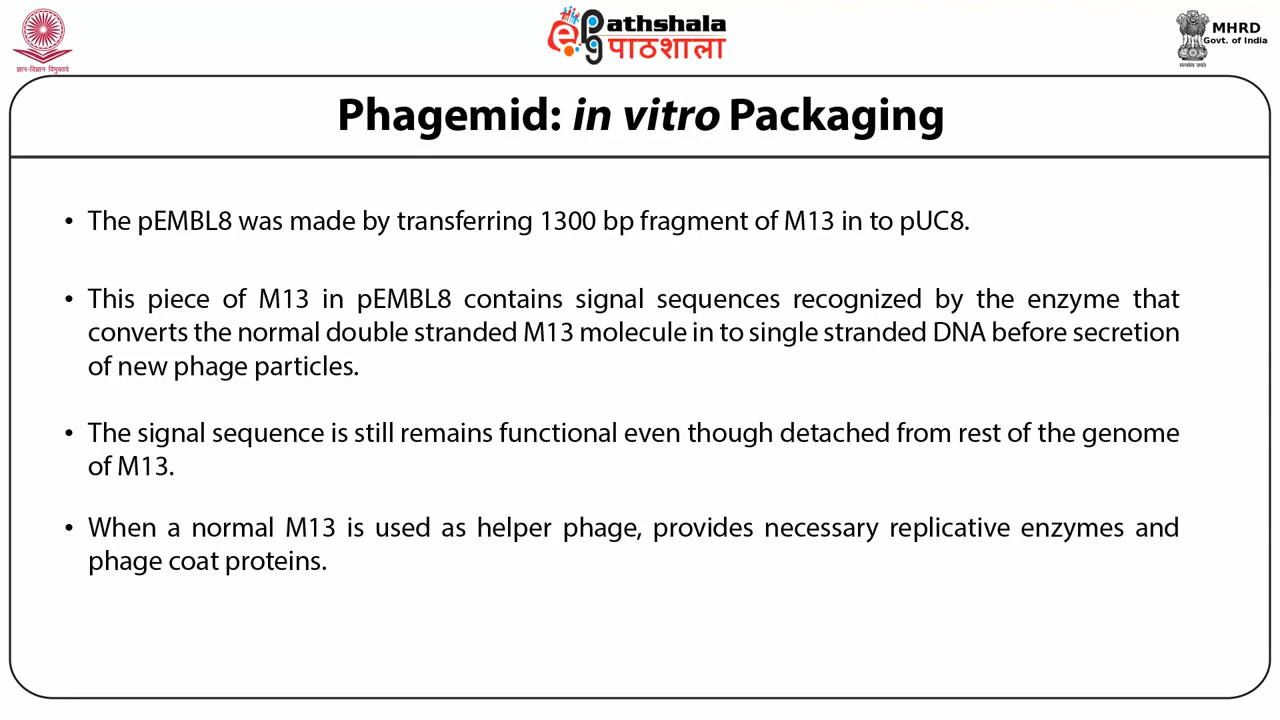 ज्ञान-विज्ञान विमुक्तये
ePathshala
पाठशाला
MHRD
Govt. of India
सत्यमेव जयते
Phagemid: in vitro Packaging
• The pEMBL8 was made by transferring 1300 bp fragment of M13 in to pUC8.
• This piece of M13 in pEMBL8 contains signal sequences recognized by the enzyme that
converts the normal double stranded M13 molecule in to single stranded DNA before secretion
of new phage particles.
• The signal sequence is still remains functional even though detached from rest of the genome
of M13.
• When a normal M13 is used as helper phage, provides necessary replicative enzymes and
phage coat proteins.